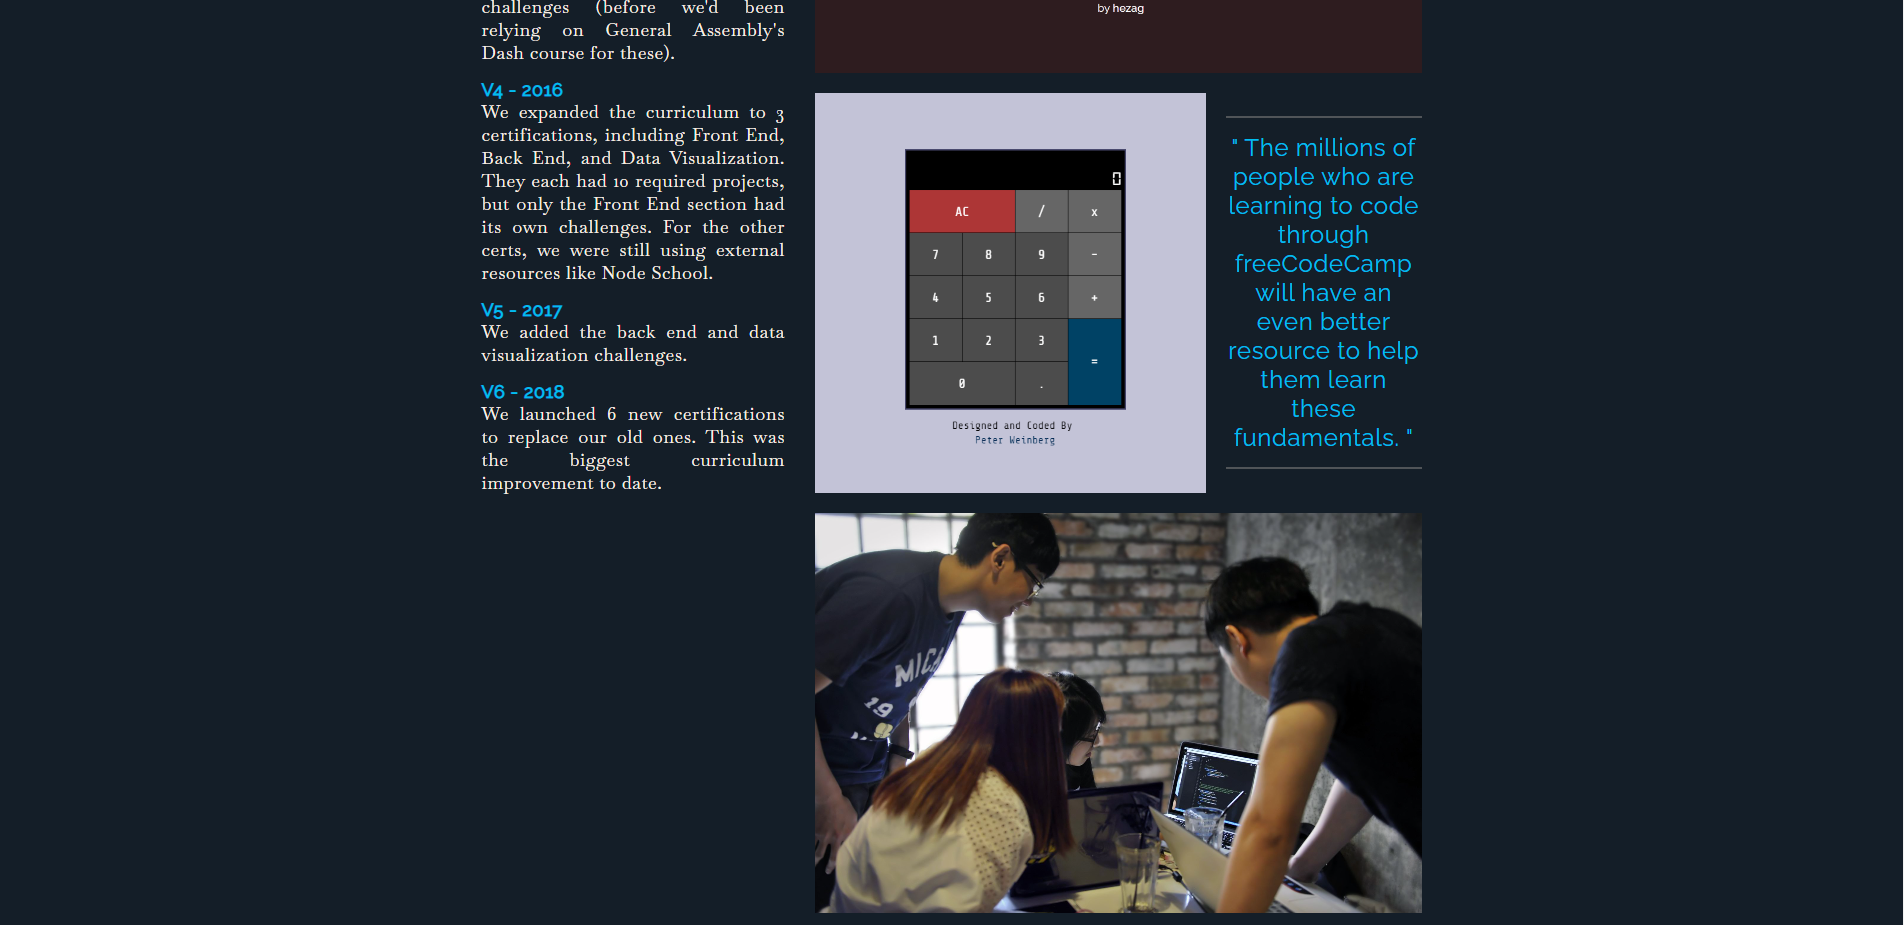 challenges (before we'd been
relying on General Assembly's
Dash course for these).
V4 - 2016
We expanded the curriculum to 3
certifications, including Front End,
Back End, and Data Visualization.
They each had 10 required projects,
but only the Front End section had
its own challenges. For the other
certs, we were still using external
resources like Node School.
V5 - 2017
We added the back end and data
visualization challenges.
V6 - 2018
We launched 6 new certifications
to replace our old ones. This was
the biggest curriculum
improvement to date.
by hezag
0
AC / x
7 8 9 -
4 5 6 +
1 2 3 =
0 .
Designed and Coded By
Peter Weinberg
" The millions of
people who are
learning to code
through
freeCodeCamp
will have an
even better
resource to help
them learn
these
fundamentals. "
19